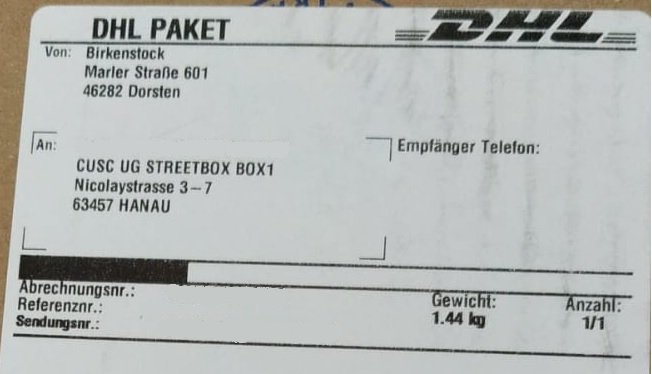 DHL PAKET
DHL
Von: Birkenstock
Marler Straße 601
46282 Dorsten
An:
Empfänger Telefon:
CUSC UG STREETBOX BOX1
Nicolaystrasse 3-7
63457 HANAU
Abrechnungsnr.:
Referenznr.:
Sendungsnr.:
Gewicht:
1.44 kg
Anzahl:
1/1